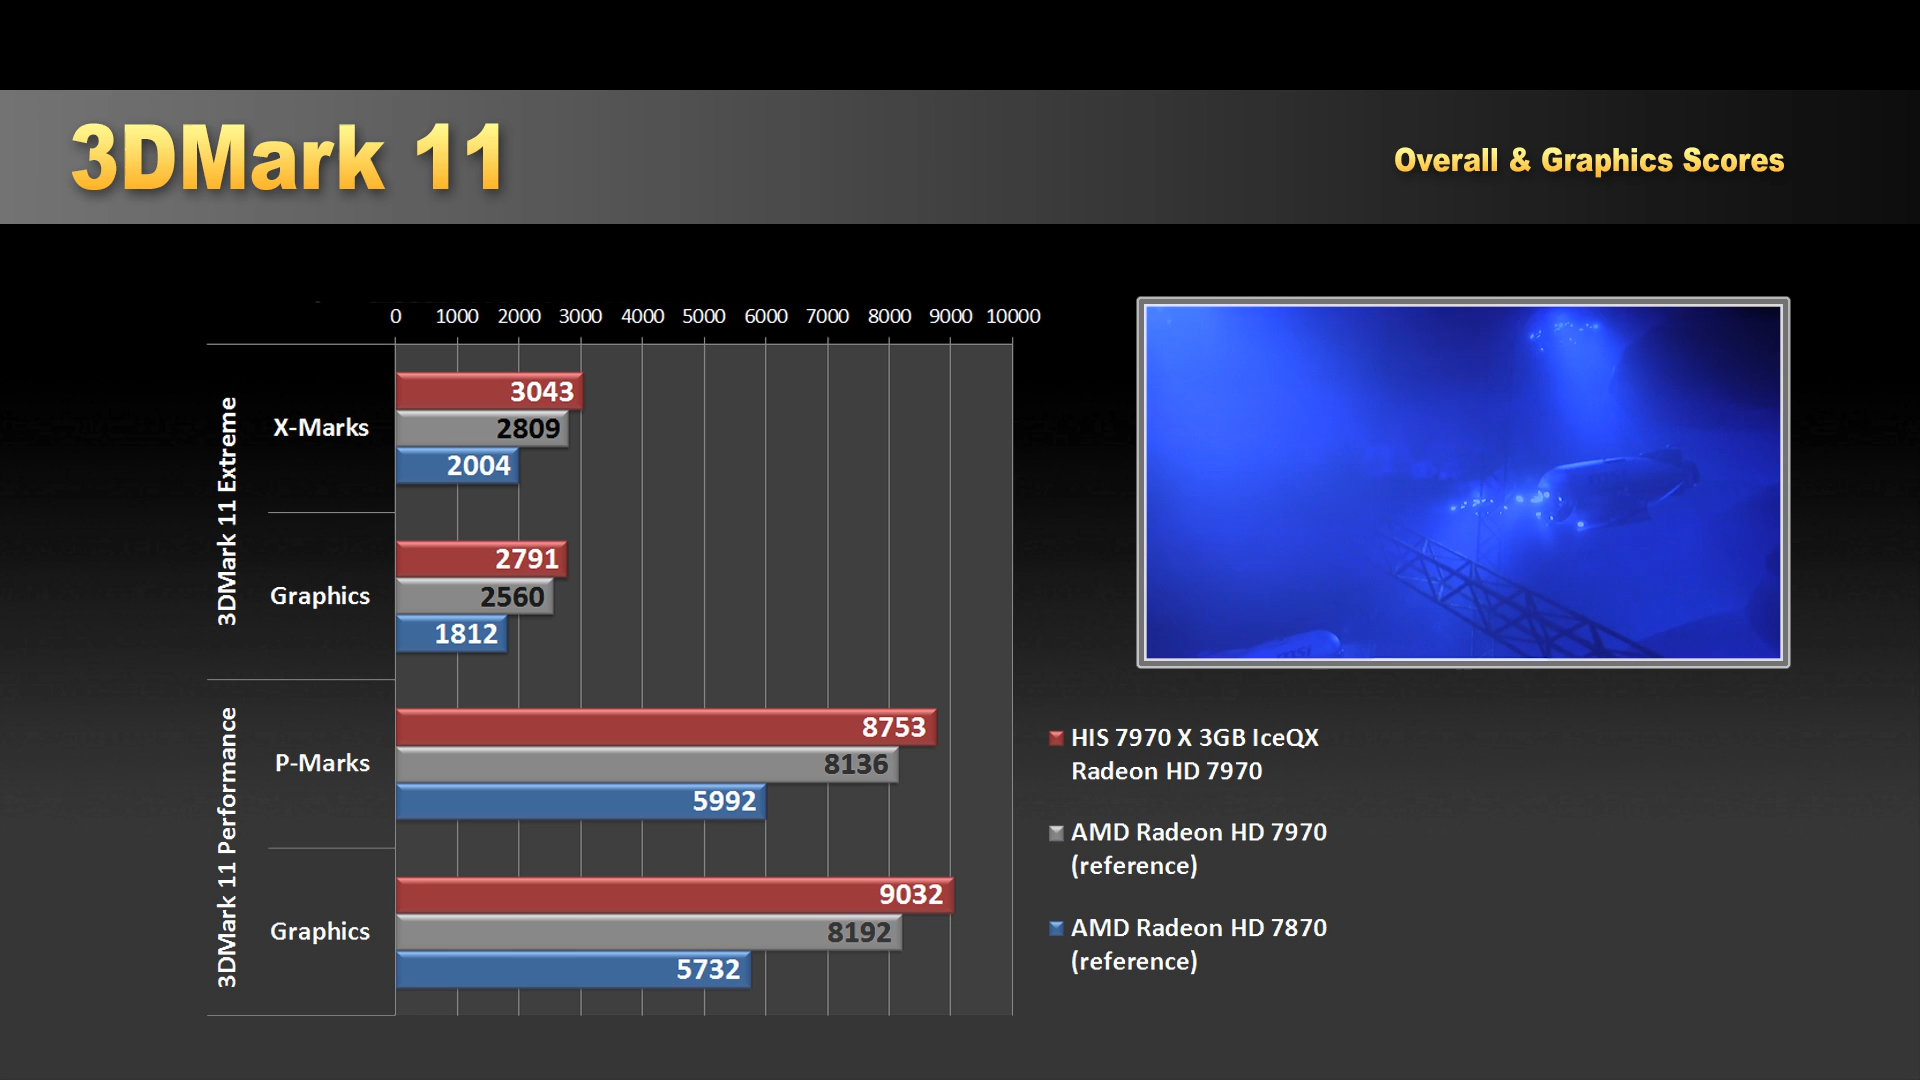 3DMark 11
Overall & Graphics Scores
0 1000 2000 3000 4000 5000 6000 7000 8000 9000 10000
3DMark 11 Extreme
X-Marks
3043
2809
2004
Graphics
2791
2560
1812
3DMark 11 Performance
P-Marks
8753
8136
5992
Graphics
9032
8192
5732
HIS 7970 X 3GB IceQX
Radeon HD 7970
AMD Radeon HD 7970
(reference)
AMD Radeon HD 7870
(reference)